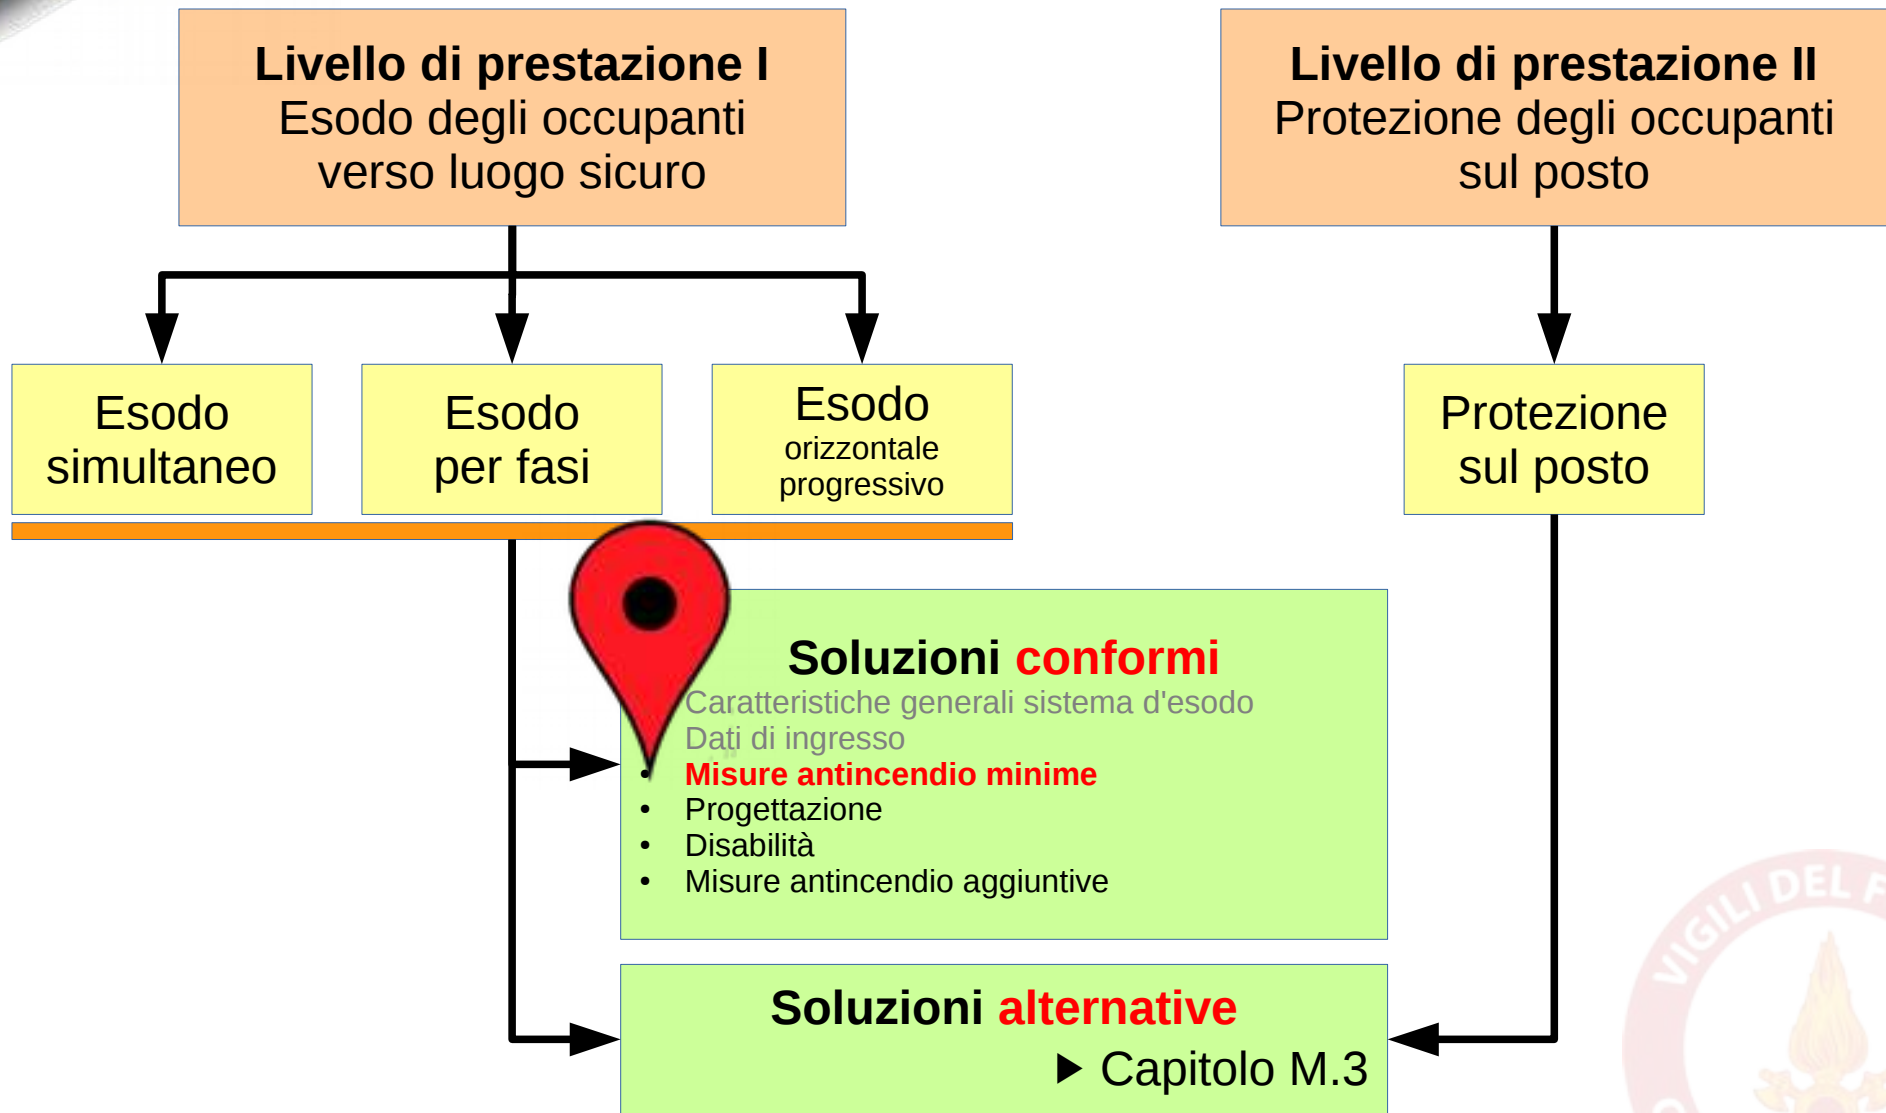 Livello di prestazione I
Esodo degli occupanti
verso luogo sicuro
Livello di prestazione II
Protezione degli occupanti
sul posto
Esodo
simultaneo
Esodo
per fasi
Esodo
orizzontale
progressivo
Protezione
sul posto
Soluzioni conformi
Caratteristiche generali sistema d'esodo
Dati di ingresso
• Misure antincendio minime
• Progettazione
• Disabilità
• Misure antincendio aggiuntive
Soluzioni alternative
▶ Capitolo M.3
VIGILI DEL F